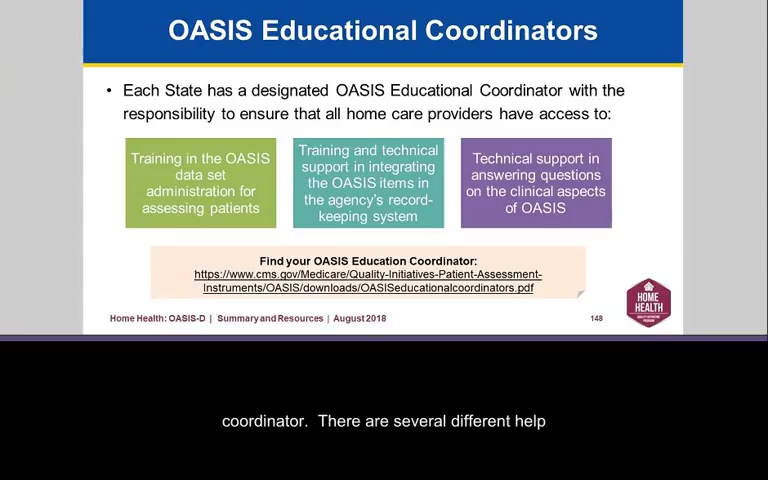 OASIS Educational Coordinators
• Each State has a designated OASIS Educational Coordinator with the
responsibility to ensure that all home care providers have access to:
Training in the OASIS
data set
administration for
assessing patients
Training and technical
support in integrating
the OASIS items in
the agency's record-
keeping system
Technical support in
answering questions
on the clinical aspects
of OASIS
Find your OASIS Education Coordinator:
https://www.cms.gov/Medicare/Quality-Initiatives-Patient-Assessment-
Instruments/OASIS/downloads/OASISeducationalcoordinators.pdf
Home Health: OASIS-D | Summary and Resources | August 2018
148
HOME
HEALTH
coordinator.  There are several different help